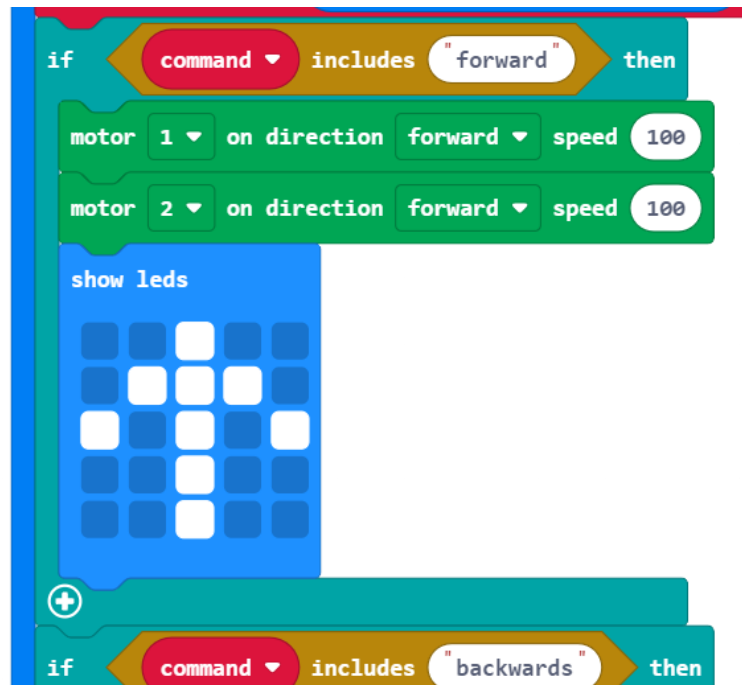 if command includes "forward" then
motor 1 on direction forward speed 100
motor 2 on direction forward speed 100
show leds
if command includes "backwards" then